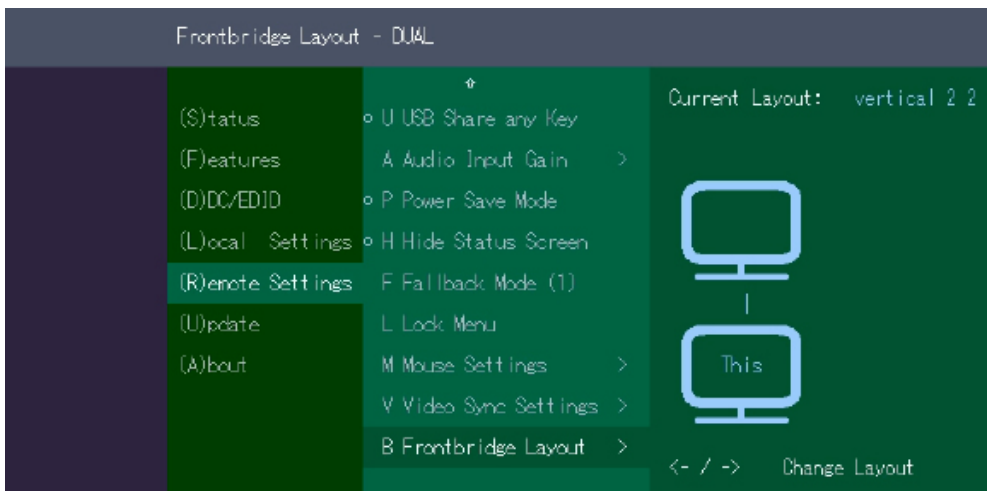 Frontbridge Layout - DUAL
(S)tatus
(F)eatures
(D)DC/EDID
(L)ocal Settings
(R)emote Settings
(U)pdate
(A)bout
U USB Share any Key
A Audio Input Gain >
P Power Save Mode
H Hide Status Screen
F Fallback Mode (1)
L Lock Menu
M Mouse Settings >
V Video Sync Settings >
B Frontbridge Layout >
Current Layout: vertical 2 2
This
<- / -> Change Layout